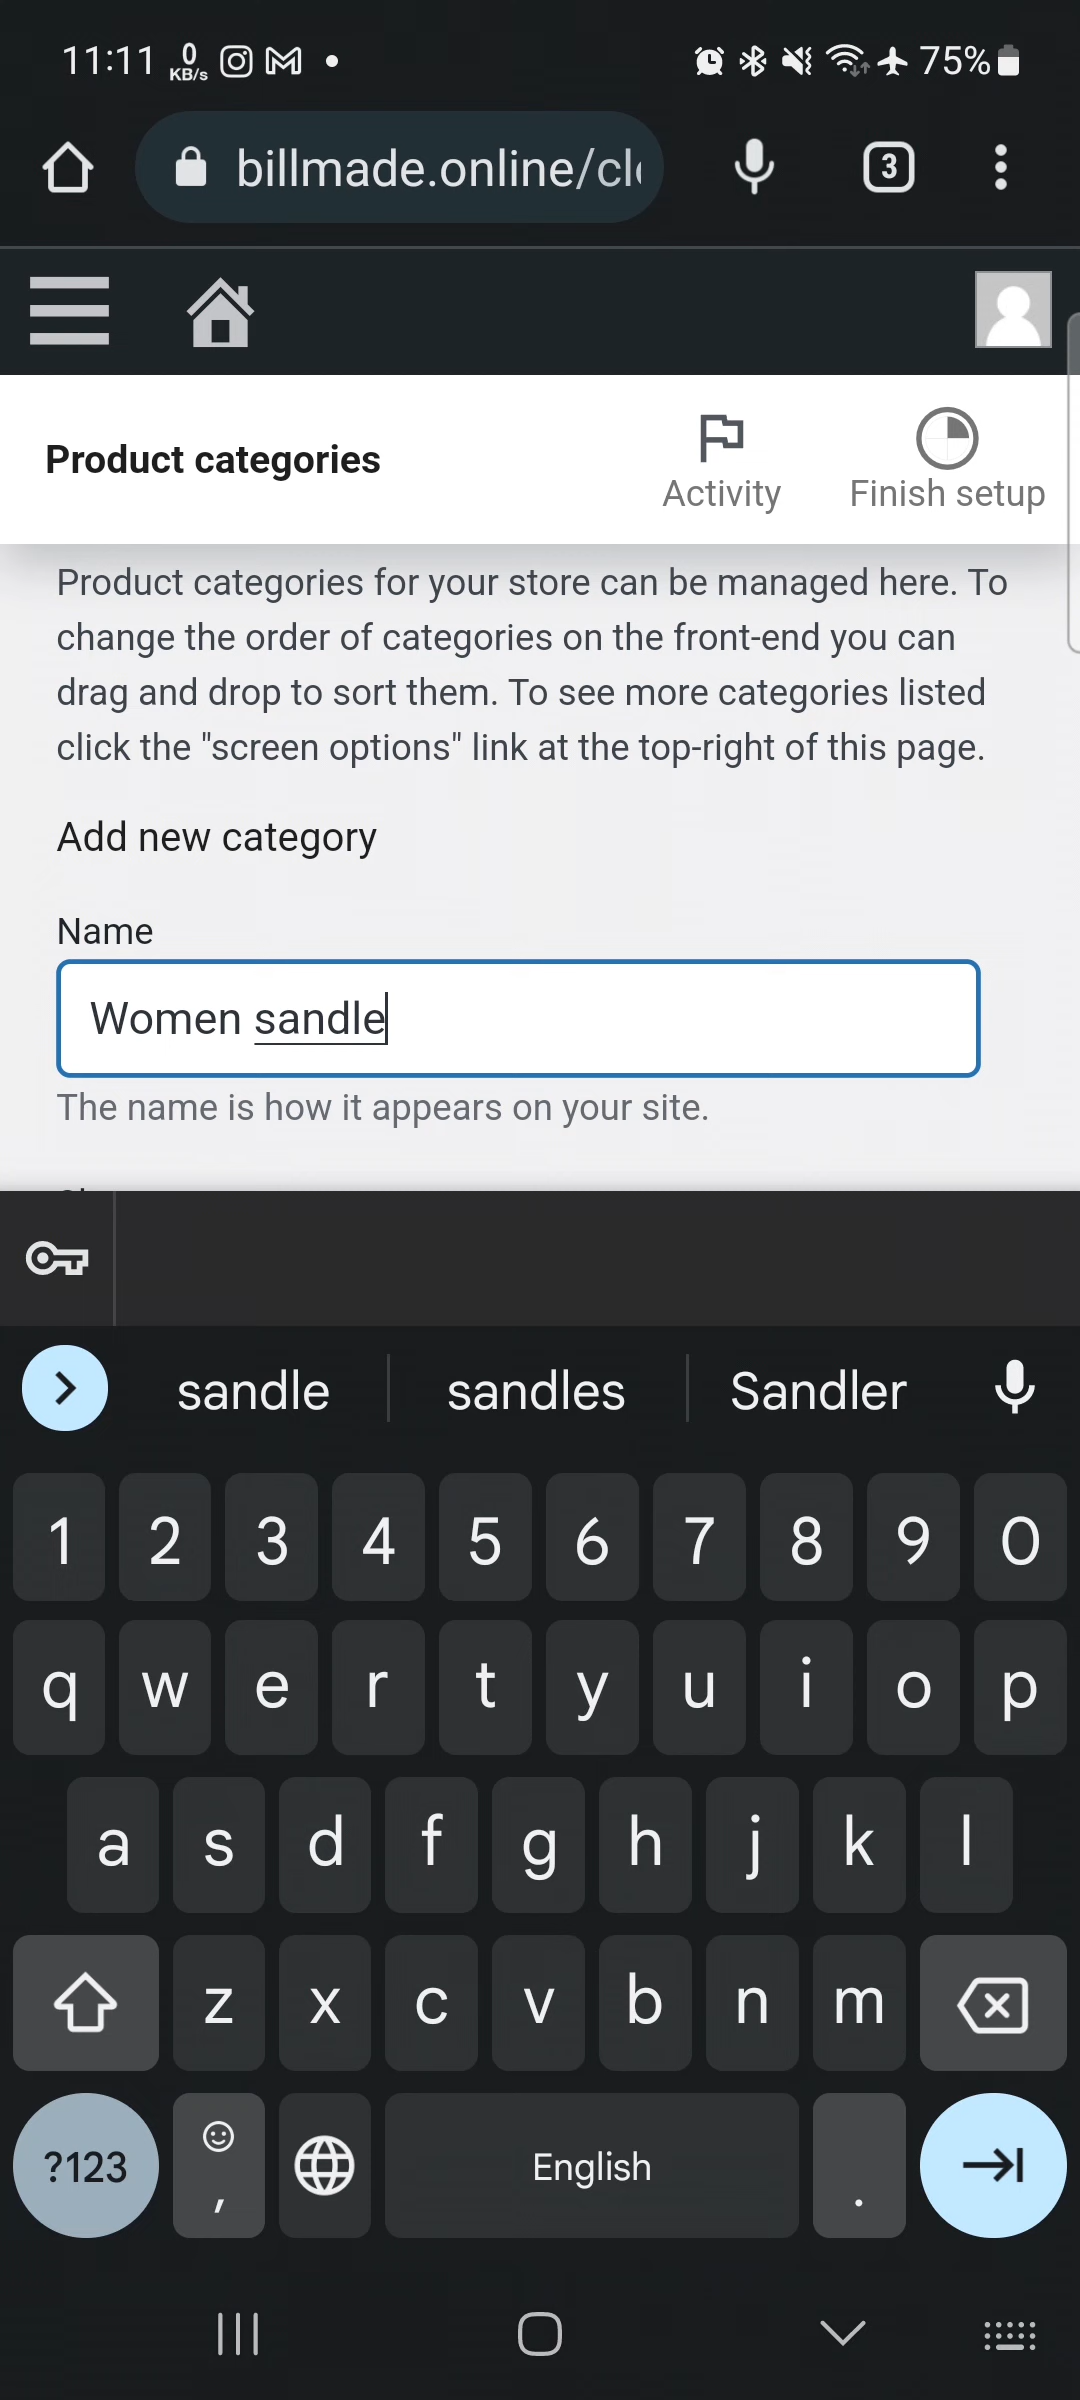 11:11 0 KB/s 75%
billmade.online/cl
3
Product categories
Activity
Finish setup
Product categories for your store can be managed here. To
change the order of categories on the front-end you can
drag and drop to sort them. To see more categories listed
click the "screen options" link at the top-right of this page.
Add new category
Name
Women sandle
The name is how it appears on your site.
sandle sandles Sandler
1 2 3 4 5 6 7 8 9 0
q w e r t y u i o p
a s d f g h j k l
z x c v b n m
?123 , English .